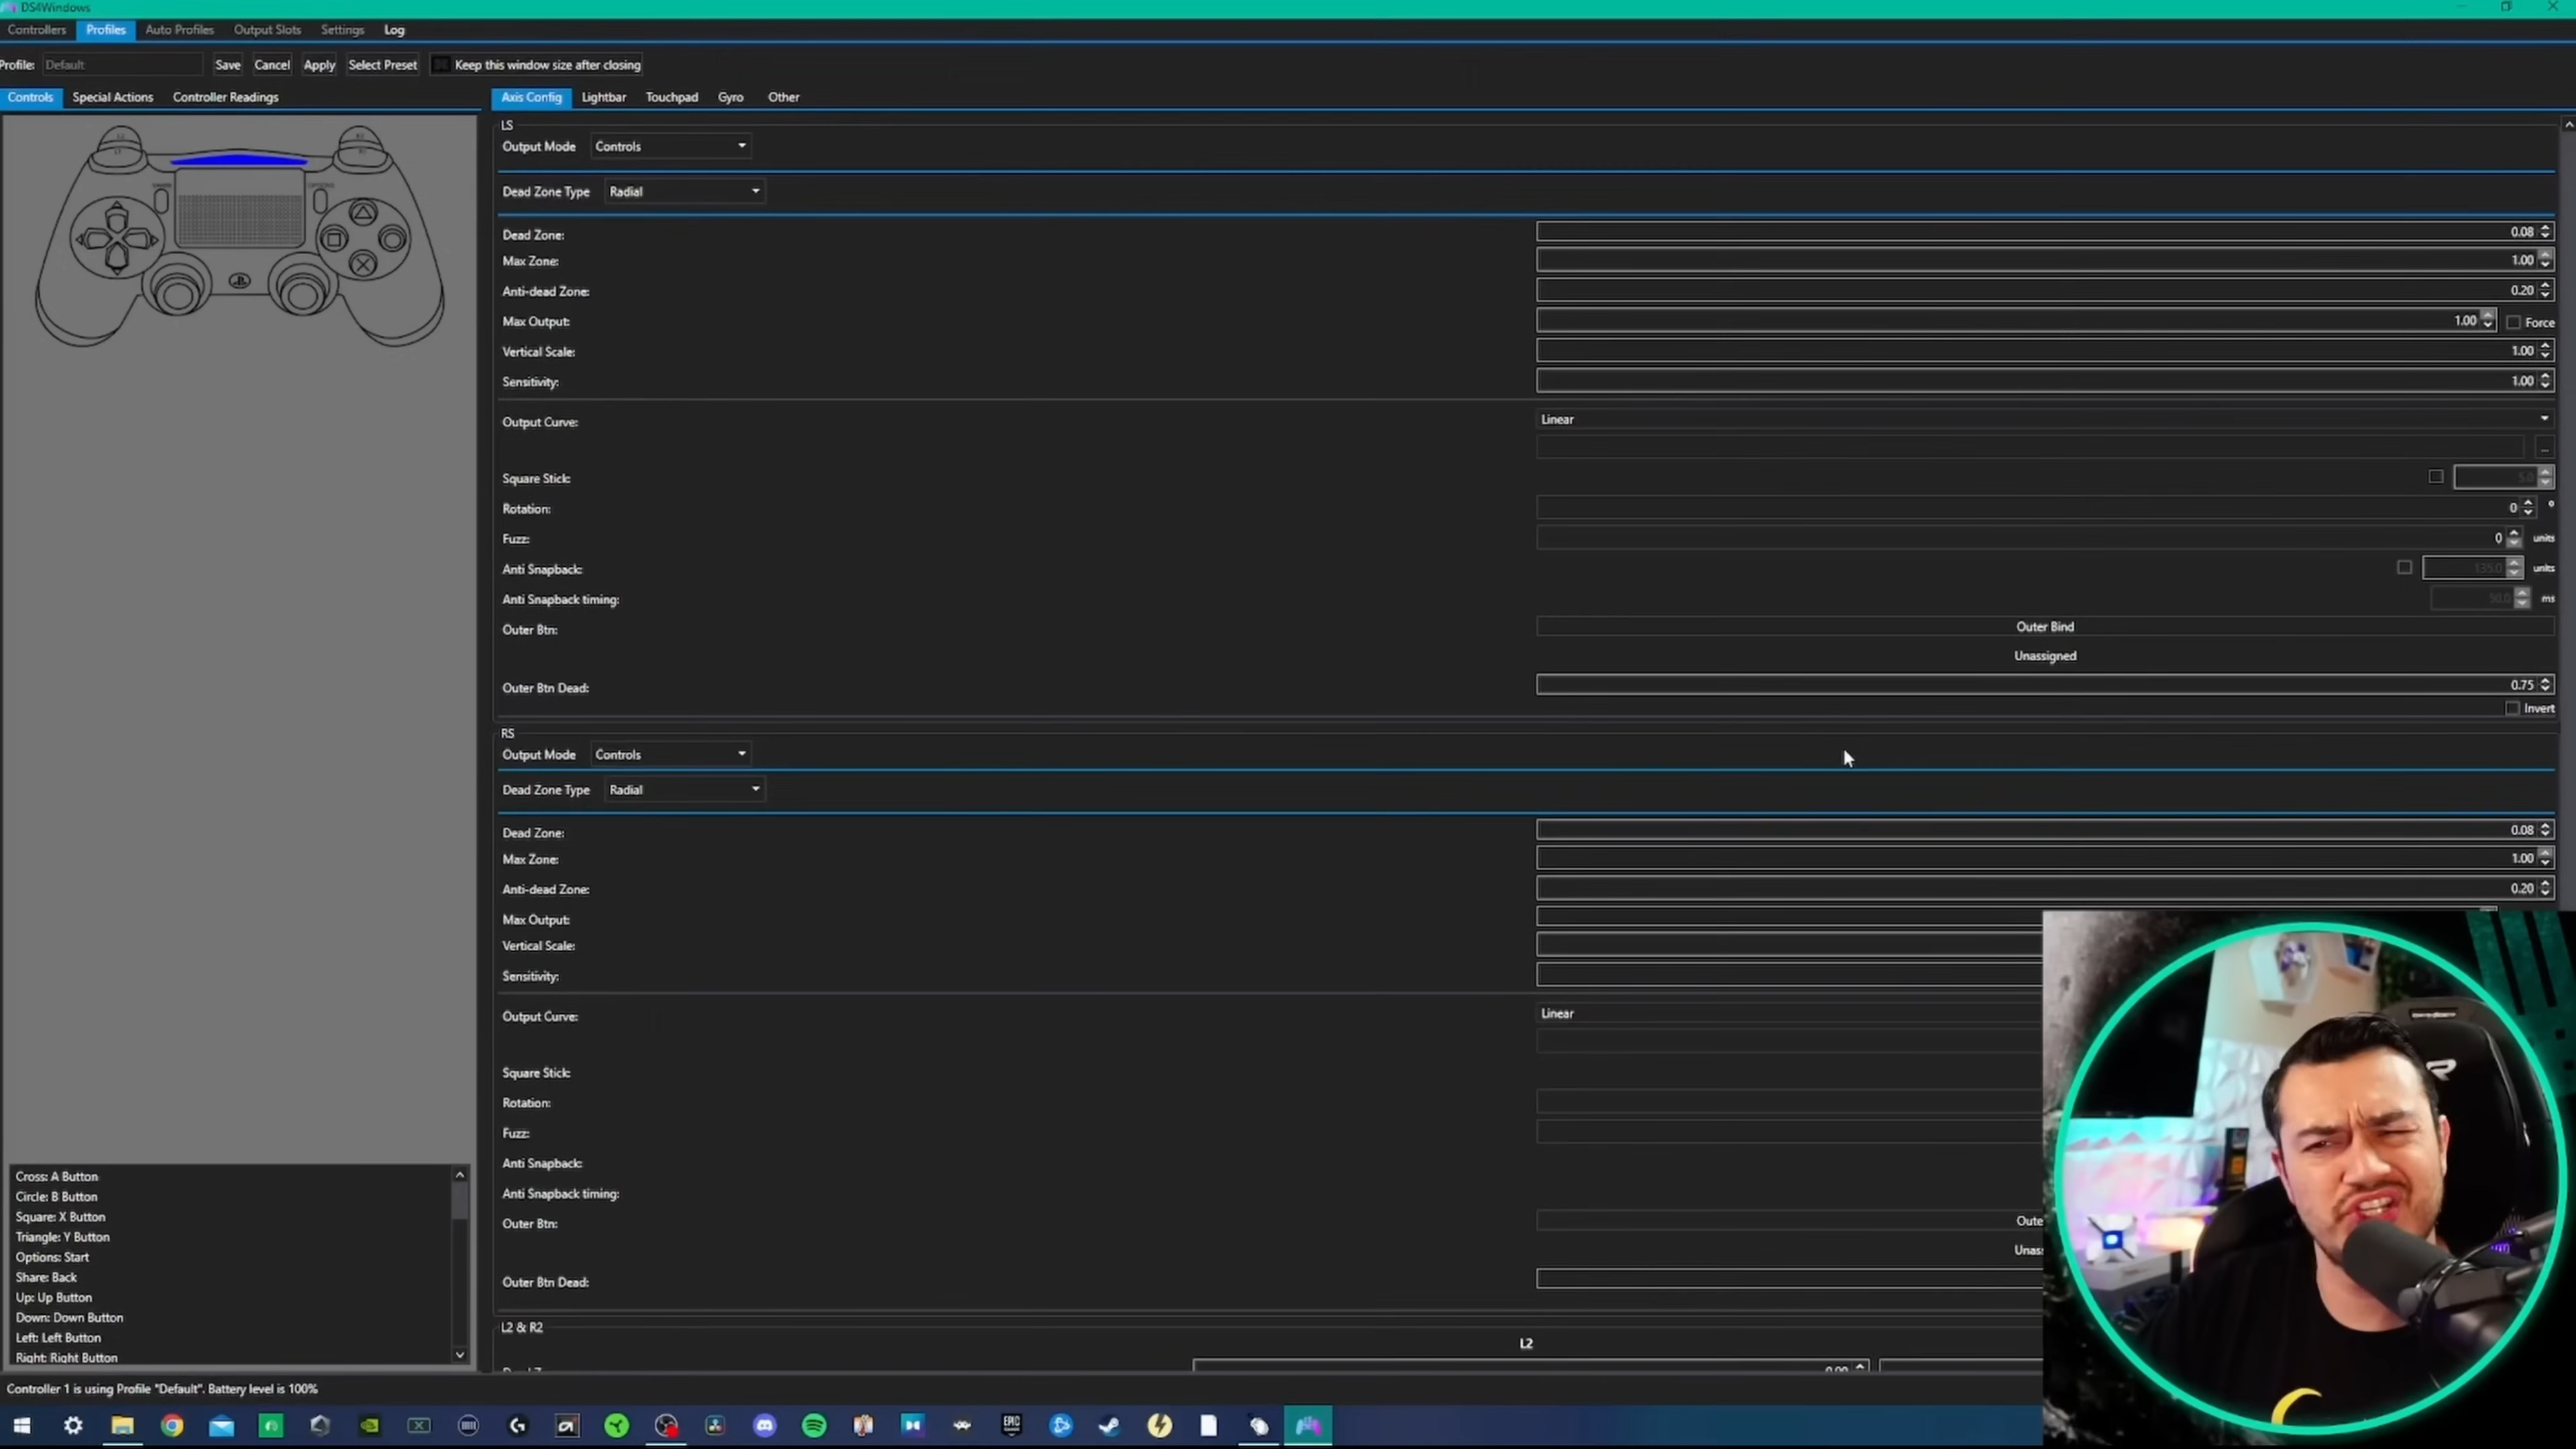 DS4Windows
Controllers Profiles Auto Profiles Output Slots Settings Log
Profile: Default Save Cancel Apply Select Preset Keep this window size after closing
Controls Special Actions Controller Readings Axis Config Lightbar Touchpad Gyro Other
LS
Output Mode Controls
Dead Zone Type Radial
Dead Zone: 0.08
Max Zone: 1.00
Anti-dead Zone: 0.20
Max Output: 1.00 Force
Vertical Scale: 1.00
Sensitivity: 1.00
Output Curve: Linear
...
Square Stick: 5.0
Rotation: 0 °
Fuzz: 0 units
Anti Snapback: 135.0 units
Anti Snapback timing: 50.0 ms
Outer Btn: Outer Bind
Unassigned
Outer Btn Dead: 0.75
Invert
RS
Output Mode Controls
Dead Zone Type Radial
Dead Zone: 0.08
Max Zone: 1.00
Anti-dead Zone: 0.20
Max Output:
Vertical Scale:
Sensitivity:
Output Curve: Linear
Square Stick:
Rotation:
Fuzz:
Anti Snapback:
Anti Snapback timing:
Outer Btn: Oute
Unas
Outer Btn Dead:
L2 & R2
L2
Cross: A Button
Circle: B Button
Square: X Button
Triangle: Y Button
Options: Start
Share: Back
Up: Up Button
Down: Down Button
Left: Left Button
Right: Right Button
Controller 1 is using Profile "Default". Battery level is 100%
EPIC